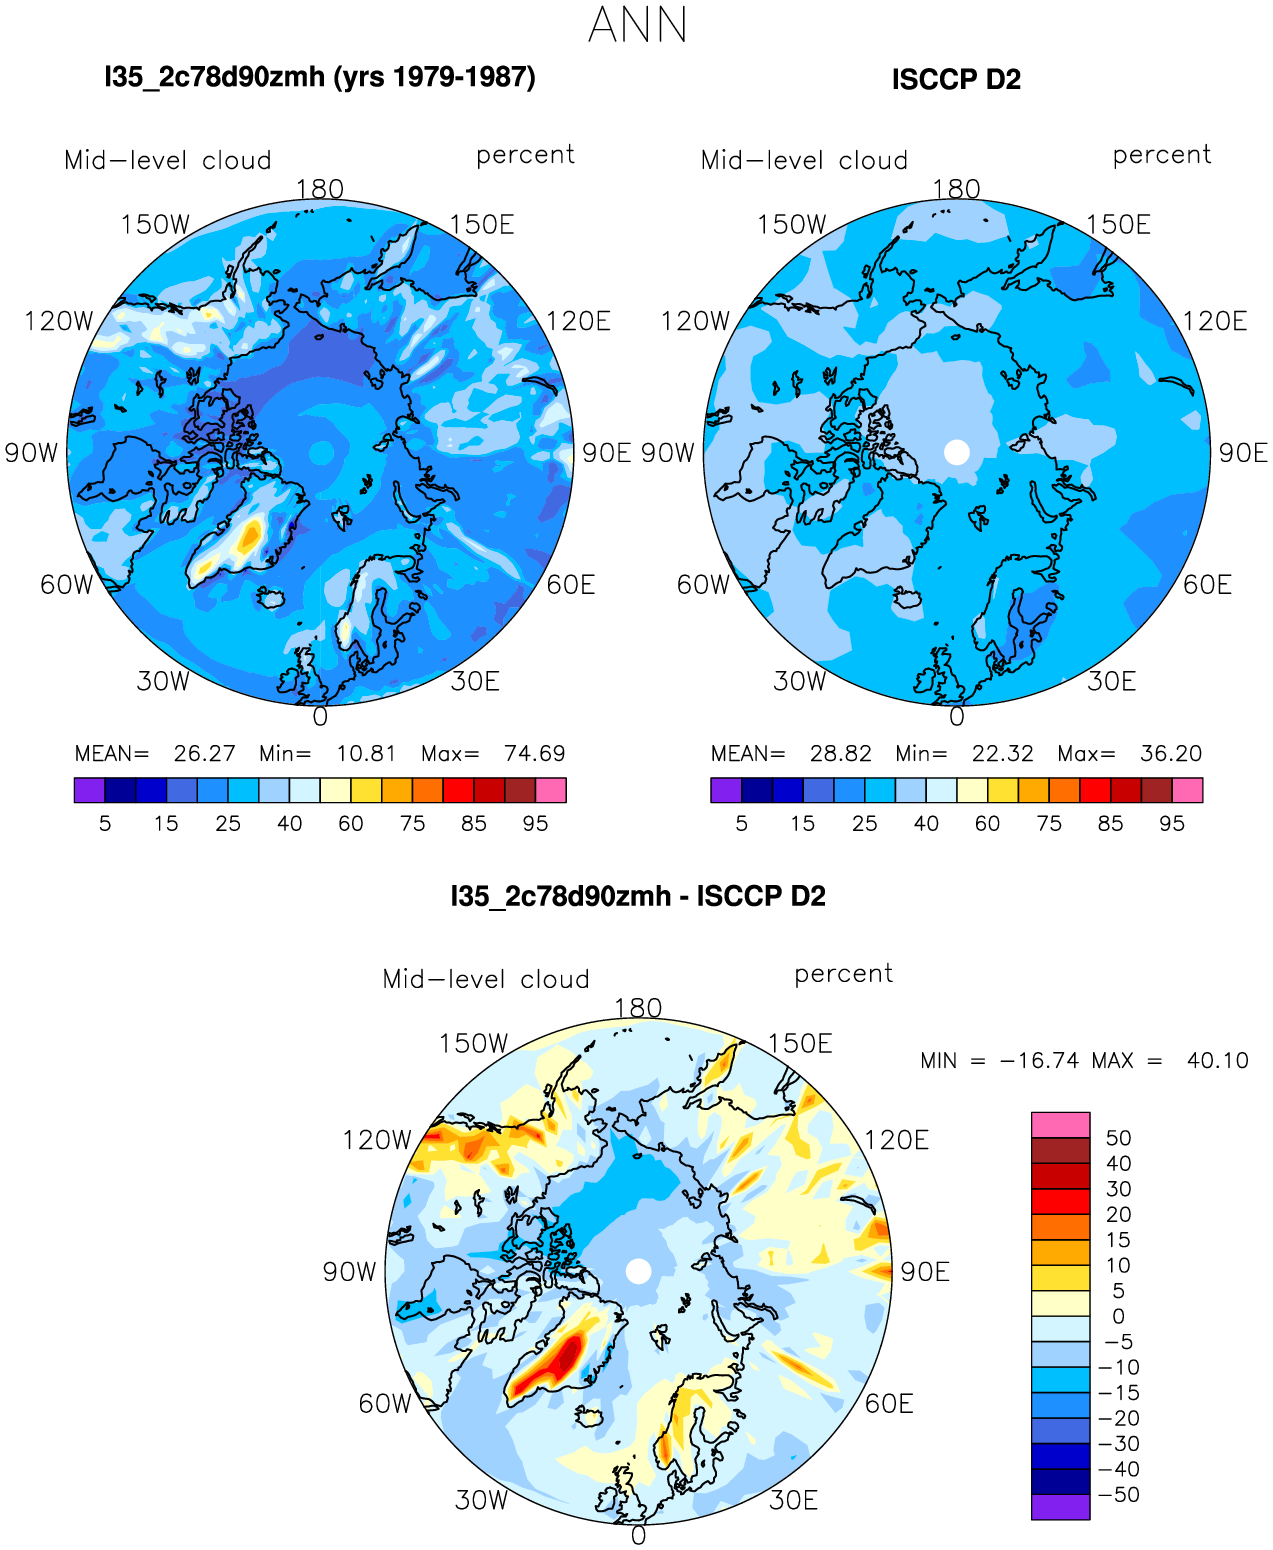 ANN
I35_2c78d90zmh (yrs 1979-1987)
ISCCP D2
Mid-level cloud percent
Mid-level cloud percent
180
150W 150E
120W 120E
90W 90E
60W 60E
30W 30E
0
180
150W 150E
120W 120E
90W 90E
60W 60E
30W 30E
0
MEAN= 26.27 Min= 10.81 Max= 74.69
5 15 25 40 60 75 85 95
MEAN= 28.82 Min= 22.32 Max= 36.20
5 15 25 40 60 75 85 95
I35_2c78d90zmh - ISCCP D2
Mid-level cloud percent
180
150W 150E
120W 120E
90W 90E
60W 60E
30W 30E
0
MIN = -16.74 MAX = 40.10
50
40
30
20
15
10
5
0
-5
-10
-15
-20
-30
-40
-50